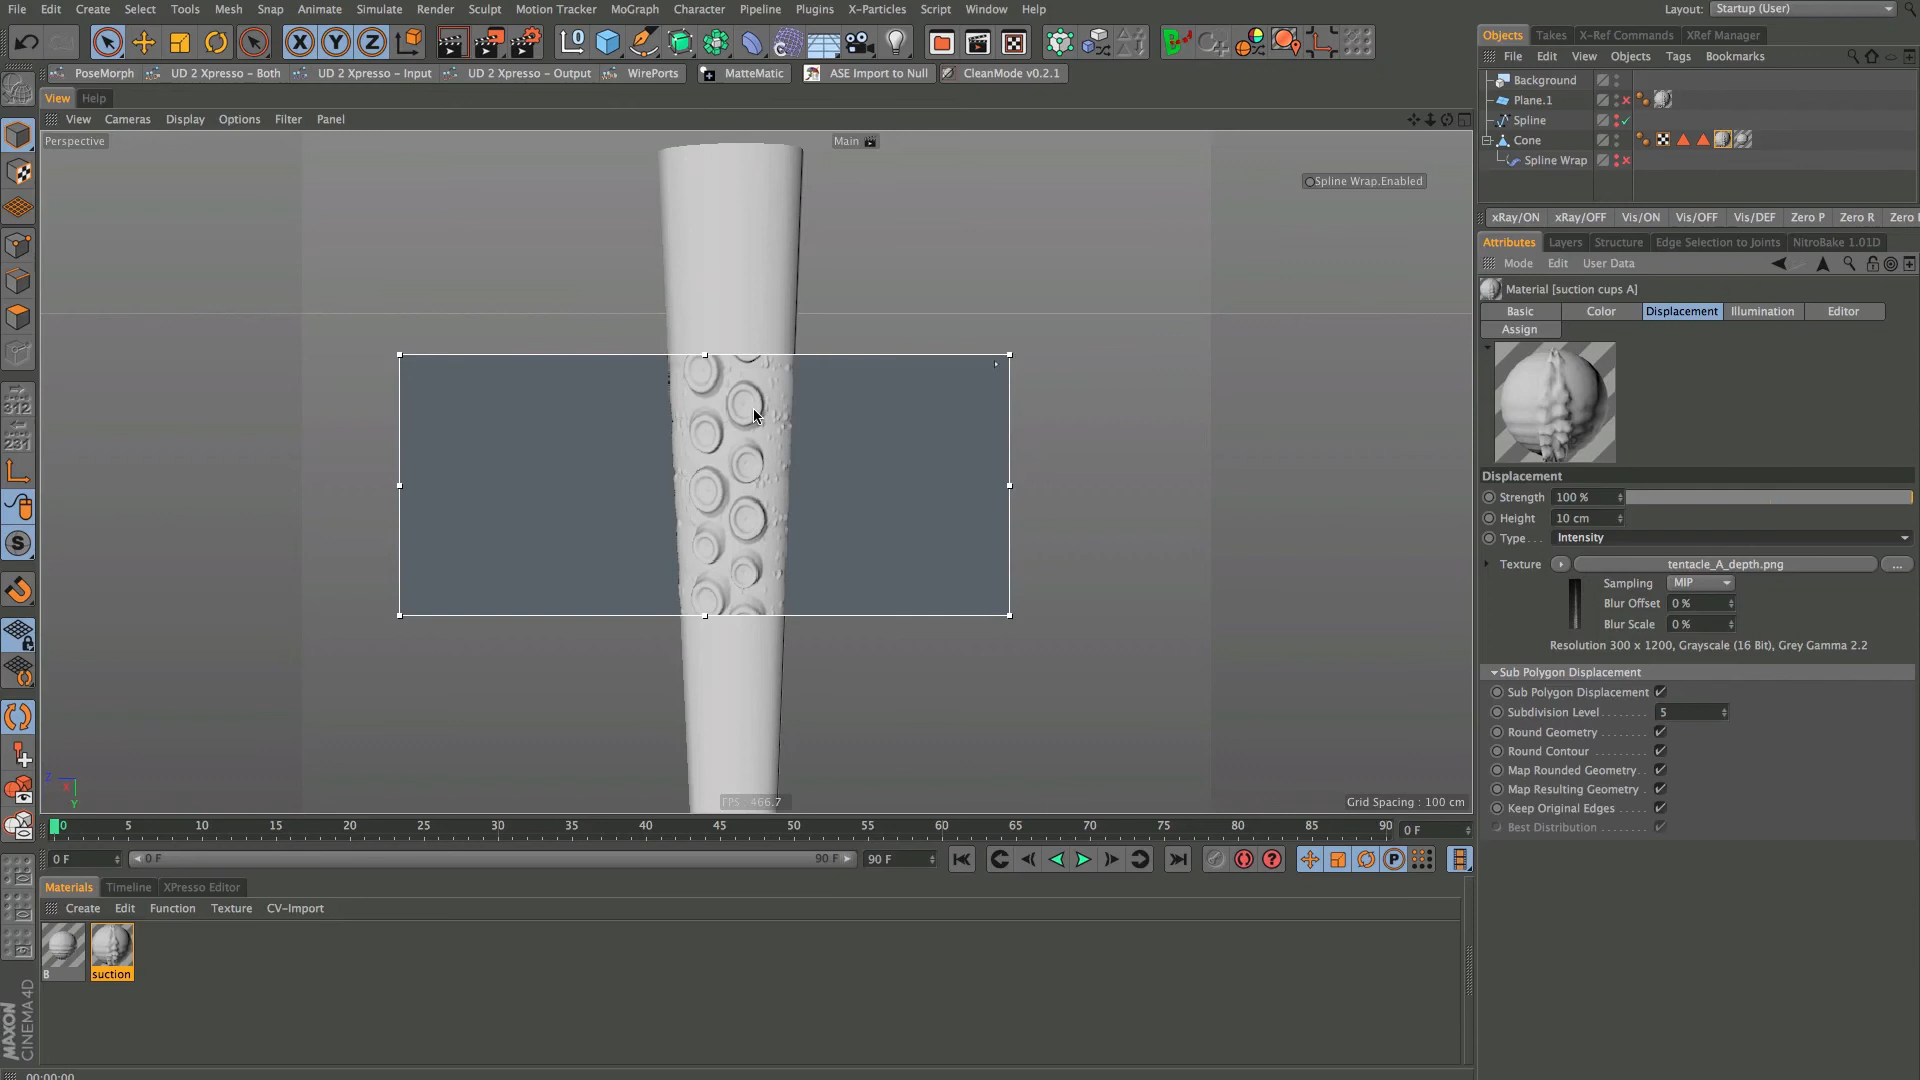 File Edit Create Select Tools Mesh Snap Animate Simulate Render Sculpt Motion Tracker MoGraph Character Pipeline Plugins X-Particles Script Window Help Layout: Startup (User)
PoseMorph UD 2 Xpresso - Both UD 2 Xpresso - Input UD 2 Xpresso - Output WirePorts MatteMatic ASE Import to Null CleanMode v0.2.1
View Help
View Cameras Display Options Filter Panel
Perspective
Main
Spline Wrap.Enabled
FPS : 466.7
Grid Spacing : 100 cm
Z X Y
312
231
0 5 10 15 20 25 30 35 40 45 50 55 60 65 70 75 80 85 90 0 F
0 F 0 F 90 F 90 F
Materials Timeline XPresso Editor
Create Edit Function Texture CV-Import
B suction
MAXON
CINEMA 4D
00:00:00
Objects Takes X-Ref Commands XRef Manager
File Edit View Objects Tags Bookmarks
Background
Plane.1
Spline
Cone
Spline Wrap
xRay/ON xRay/OFF Vis/ON Vis/OFF Vis/DEF Zero P Zero R Zero
Attributes Layers Structure Edge Selection to Joints NitroBake 1.01D
Mode Edit User Data
Material [suction cups A]
Basic Color Displacement Illumination Editor
Assign
Displacement
Strength 100 %
Height 10 cm
Type . . . Intensity
Texture tentacle_A_depth.png ...
Sampling MIP
Blur Offset 0 %
Blur Scale 0 %
Resolution 300 x 1200, Grayscale (16 Bit), Grey Gamma 2.2
Sub Polygon Displacement
Sub Polygon Displacement
Subdivision Level . . . . . . . 5
Round Geometry . . . . . . . .
Round Contour . . . . . . . . .
Map Rounded Geometry .
Map Resulting Geometry .
Keep Original Edges . . . .
Best Distribution . . . . . . .